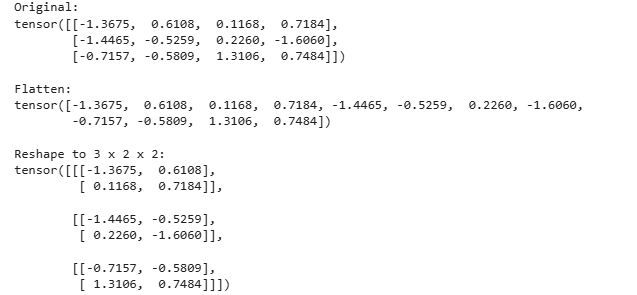 Original:
tensor([[-1.3675,  0.6108,  0.1168,  0.7184],
        [-1.4465, -0.5259,  0.2260, -1.6060],
        [-0.7157, -0.5809,  1.3106,  0.7484]])

Flatten:
tensor([-1.3675,  0.6108,  0.1168,  0.7184, -1.4465, -0.5259,  0.2260, -1.6060,
        -0.7157, -0.5809,  1.3106,  0.7484])

Reshape to 3 x 2 x 2:
tensor([[[-1.3675,  0.6108],
         [ 0.1168,  0.7184]],

        [[-1.4465, -0.5259],
         [ 0.2260, -1.6060]],

        [[-0.7157, -0.5809],
         [ 1.3106,  0.7484]]])